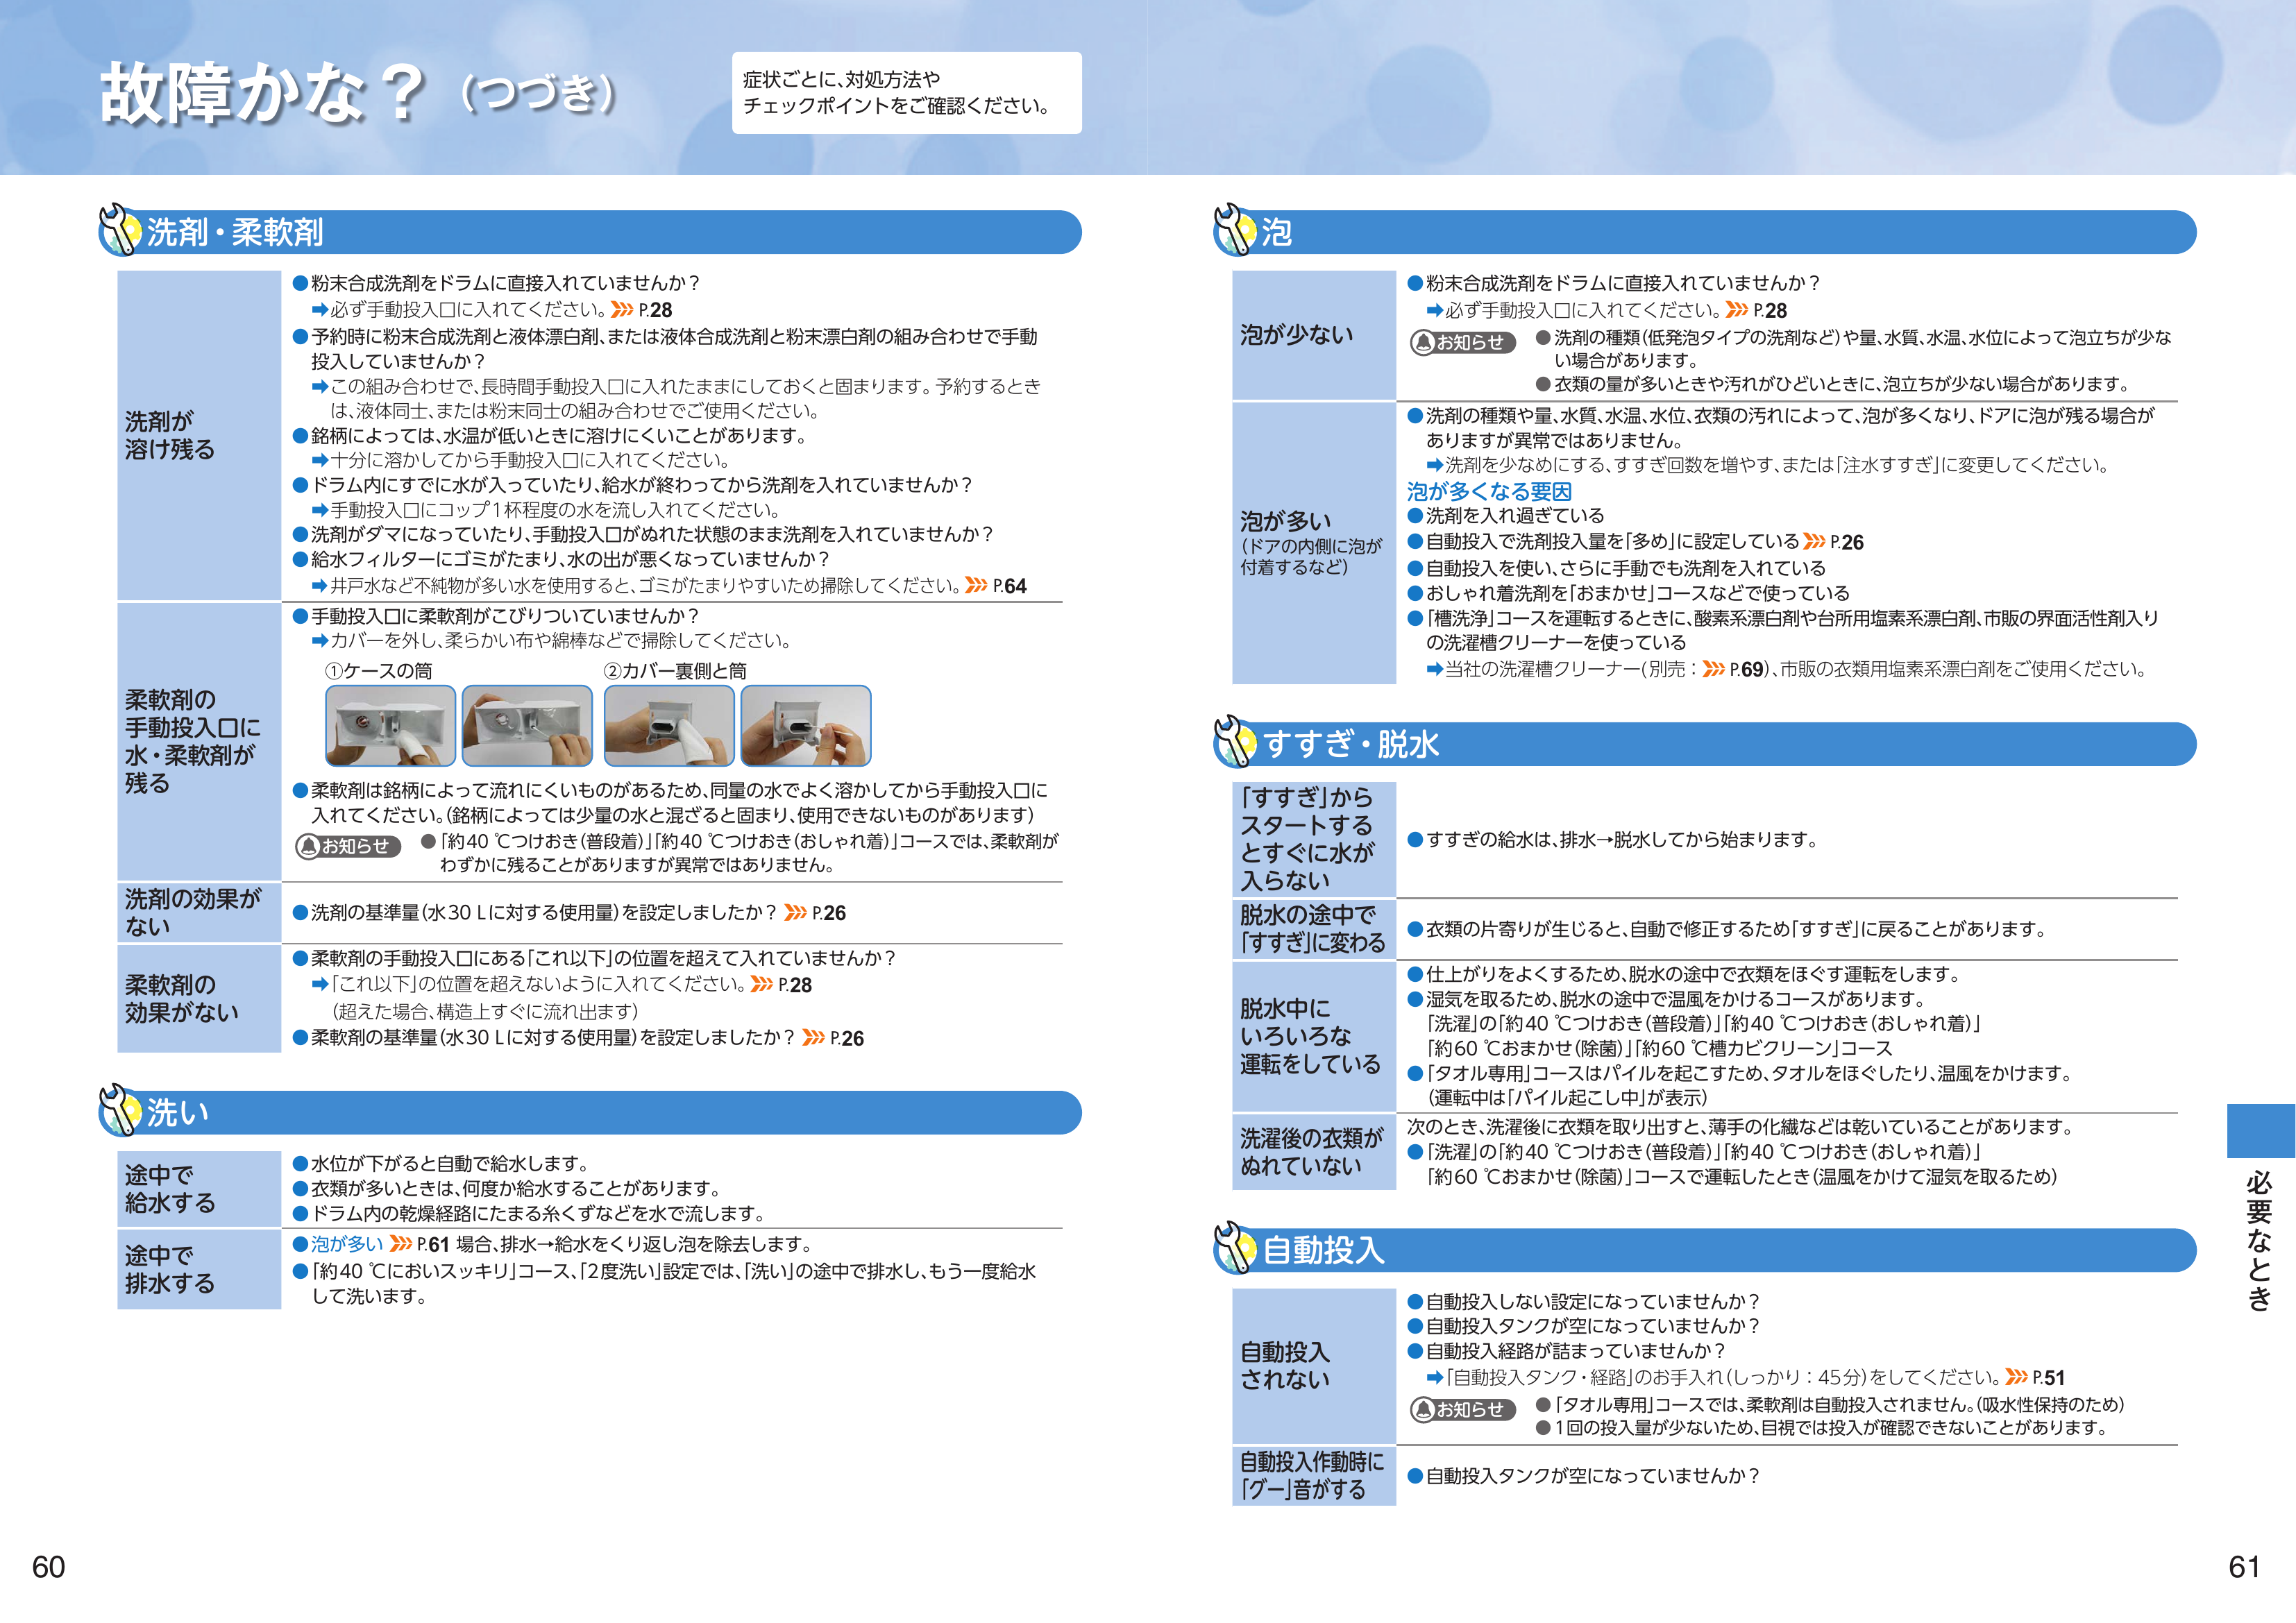 故障かな？（つづき）
症状ごとに、対処方法や
チェックポイントをご確認ください。
洗剤・柔軟剤
洗剤が
溶け残る
●粉末合成洗剤をドラムに直接入れていませんか？
➡必ず手動投入口に入れてください。 P.28
●予約時に粉末合成洗剤と液体漂白剤、または液体合成洗剤と粉末漂白剤の組み合わせで手動
投入していませんか？
➡この組み合わせで、長時間手動投入口に入れたままにしておくと固まります。予約するとき
は、液体同士、または粉末同士の組み合わせでご使用ください。
●銘柄によっては、水温が低いときに溶けにくいことがあります。
➡十分に溶かしてから手動投入口に入れてください。
●ドラム内にすでに水が入っていたり、給水が終わってから洗剤を入れていませんか？
➡手動投入口にコップ1杯程度の水を流し入れてください。
●洗剤がダマになっていたり、手動投入口がぬれた状態のまま洗剤を入れていませんか？
●給水フィルターにゴミがたまり、水の出が悪くなっていませんか？
➡井戸水など不純物が多い水を使用すると、ゴミがたまりやすいため掃除してください。 P.64
柔軟剤の
手動投入口に
水・柔軟剤が
残る
●手動投入口に柔軟剤がこびりついていませんか？
➡カバーを外し、柔らかい布や綿棒などで掃除してください。
①ケースの筒 ②カバー裏側と筒
●柔軟剤は銘柄によって流れにくいものがあるため、同量の水でよく溶かしてから手動投入口に
入れてください。（銘柄によっては少量の水と混ざると固まり、使用できないものがあります）
お知らせ ●「約40 ℃つけおき（普段着）」「約40 ℃つけおき（おしゃれ着）」コースでは、柔軟剤が
わずかに残ることがありますが異常ではありません。
洗剤の効果が
ない
●洗剤の基準量（水30 Lに対する使用量）を設定しましたか？ P.26
柔軟剤の
効果がない
●柔軟剤の手動投入口にある「これ以下」の位置を超えて入れていませんか？
➡「これ以下」の位置を超えないように入れてください。 P.28
（超えた場合、構造上すぐに流れ出ます）
●柔軟剤の基準量（水30 Lに対する使用量）を設定しましたか？ P.26
洗い
途中で
給水する
●水位が下がると自動で給水します。
●衣類が多いときは、何度か給水することがあります。
●ドラム内の乾燥経路にたまる糸くずなどを水で流します。
途中で
排水する
●泡が多い P.61 場合、排水→給水をくり返し泡を除去します。
●「約40 ℃においスッキリ」コース、「2度洗い」設定では、「洗い」の途中で排水し、もう一度給水
して洗います。
60
泡
泡が少ない
●粉末合成洗剤をドラムに直接入れていませんか？
➡必ず手動投入口に入れてください。 P.28
お知らせ ●洗剤の種類（低発泡タイプの洗剤など）や量、水質、水温、水位によって泡立ちが少な
い場合があります。
●衣類の量が多いときや汚れがひどいときに、泡立ちが少ない場合があります。
泡が多い
（ドアの内側に泡が
付着するなど）
●洗剤の種類や量、水質、水温、水位、衣類の汚れによって、泡が多くなり、ドアに泡が残る場合が
ありますが異常ではありません。
➡洗剤を少なめにする、すすぎ回数を増やす、または「注水すすぎ」に変更してください。
泡が多くなる要因
●洗剤を入れ過ぎている
●自動投入で洗剤投入量を「多め」に設定している P.26
●自動投入を使い、さらに手動でも洗剤を入れている
●おしゃれ着洗剤を「おまかせ」コースなどで使っている
●「槽洗浄」コースを運転するときに、酸素系漂白剤や台所用塩素系漂白剤、市販の界面活性剤入り
の洗濯槽クリーナーを使っている
➡当社の洗濯槽クリーナー（別売： P.69）、市販の衣類用塩素系漂白剤をご使用ください。
すすぎ・脱水
「すすぎ」から
スタートする
とすぐに水が
入らない
●すすぎの給水は、排水→脱水してから始まります。
脱水の途中で
「すすぎ」に変わる
●衣類の片寄りが生じると、自動で修正するため「すすぎ」に戻ることがあります。
脱水中に
いろいろな
運転をしている
●仕上がりをよくするため、脱水の途中で衣類をほぐす運転をします。
●湿気を取るため、脱水の途中で温風をかけるコースがあります。
「洗濯」の「約40 ℃つけおき（普段着）」「約40 ℃つけおき（おしゃれ着）」
「約60 ℃おまかせ（除菌）」「約60 ℃槽カビクリーン」コース
●「タオル専用」コースはパイルを起こすため、タオルをほぐしたり、温風をかけます。
（運転中は「パイル起こし中」が表示）
洗濯後の衣類が
ぬれていない
次のとき、洗濯後に衣類を取り出すと、薄手の化繊などは乾いていることがあります。
●「洗濯」の「約40 ℃つけおき（普段着）」「約40 ℃つけおき（おしゃれ着）」
「約60 ℃おまかせ（除菌）」コースで運転したとき（温風をかけて湿気を取るため）
自動投入
自動投入
されない
●自動投入しない設定になっていませんか？
●自動投入タンクが空になっていませんか？
●自動投入経路が詰まっていませんか？
➡「自動投入タンク・経路」のお手入れ（しっかり：45分）をしてください。 P.51
お知らせ ●「タオル専用」コースでは、柔軟剤は自動投入されません。（吸水性保持のため）
●1回の投入量が少ないため、目視では投入が確認できないことがあります。
自動投入作動時に
「グー」音がする
●自動投入タンクが空になっていませんか？
必要なとき
61